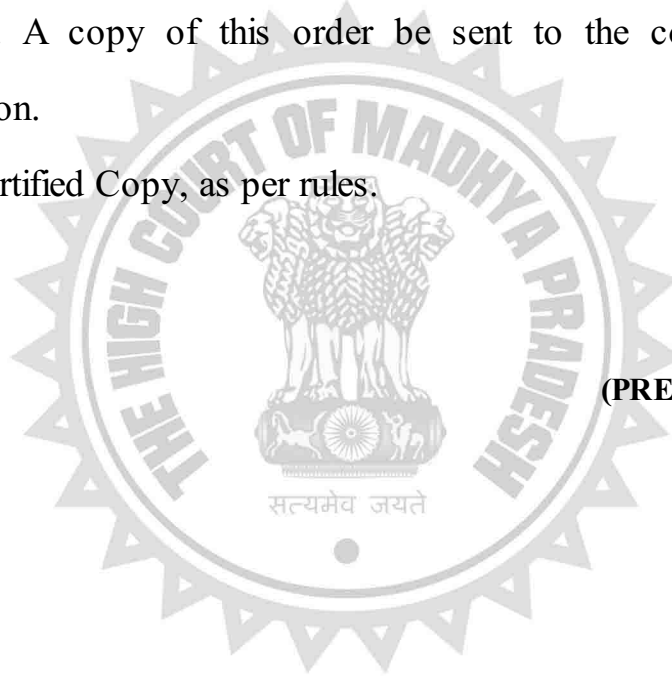 A copy of this order be sent to the co
on.
rtified Copy, as per rules.
THE HIGH COURT OF MADHYA PRADESH
(PRE
सत्यमेव जयते